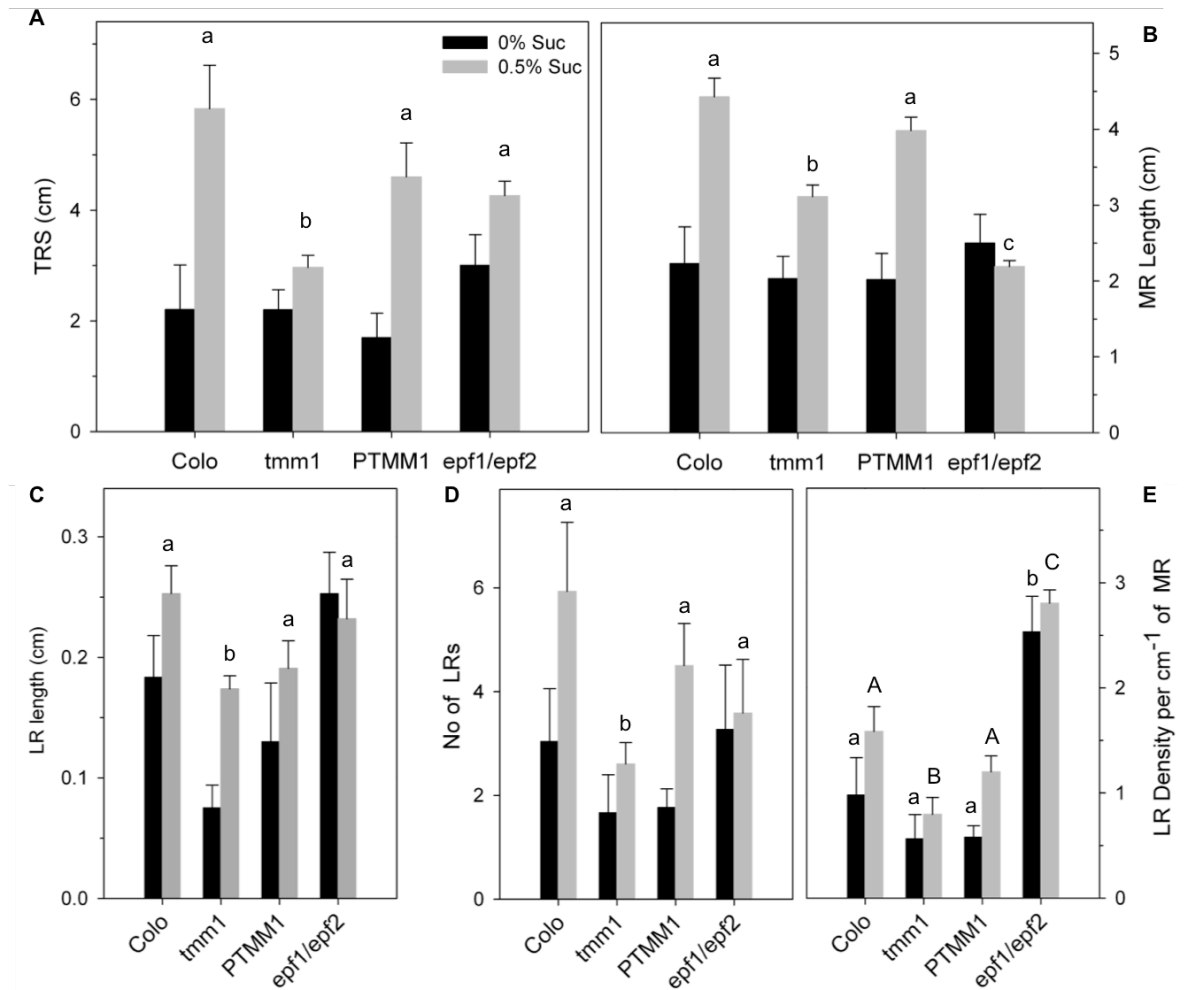 A
B
0% Suc
0.5% Suc
a
b
a
a
a
b
a
c
TRS (cm)
6
4
2
0
MR Length (cm)
5
4
3
2
1
0
Colo tmm1 PTMM1 epf1/epf2
Colo tmm1 PTMM1 epf1/epf2
C
D
E
a
b
a
a
a
b
a
a
a
A
a
B
a
A
b
C
LR length (cm)
0.3
0.2
0.1
0.0
No of LRs
6
4
2
0
LR Density per cm⁻¹ of MR
3
2
1
0
Colo tmm1 PTMM1 epf1/epf2
Colo tmm1 PTMM1 epf1/epf2
Colo tmm1 PTMM1 epf1/epf2